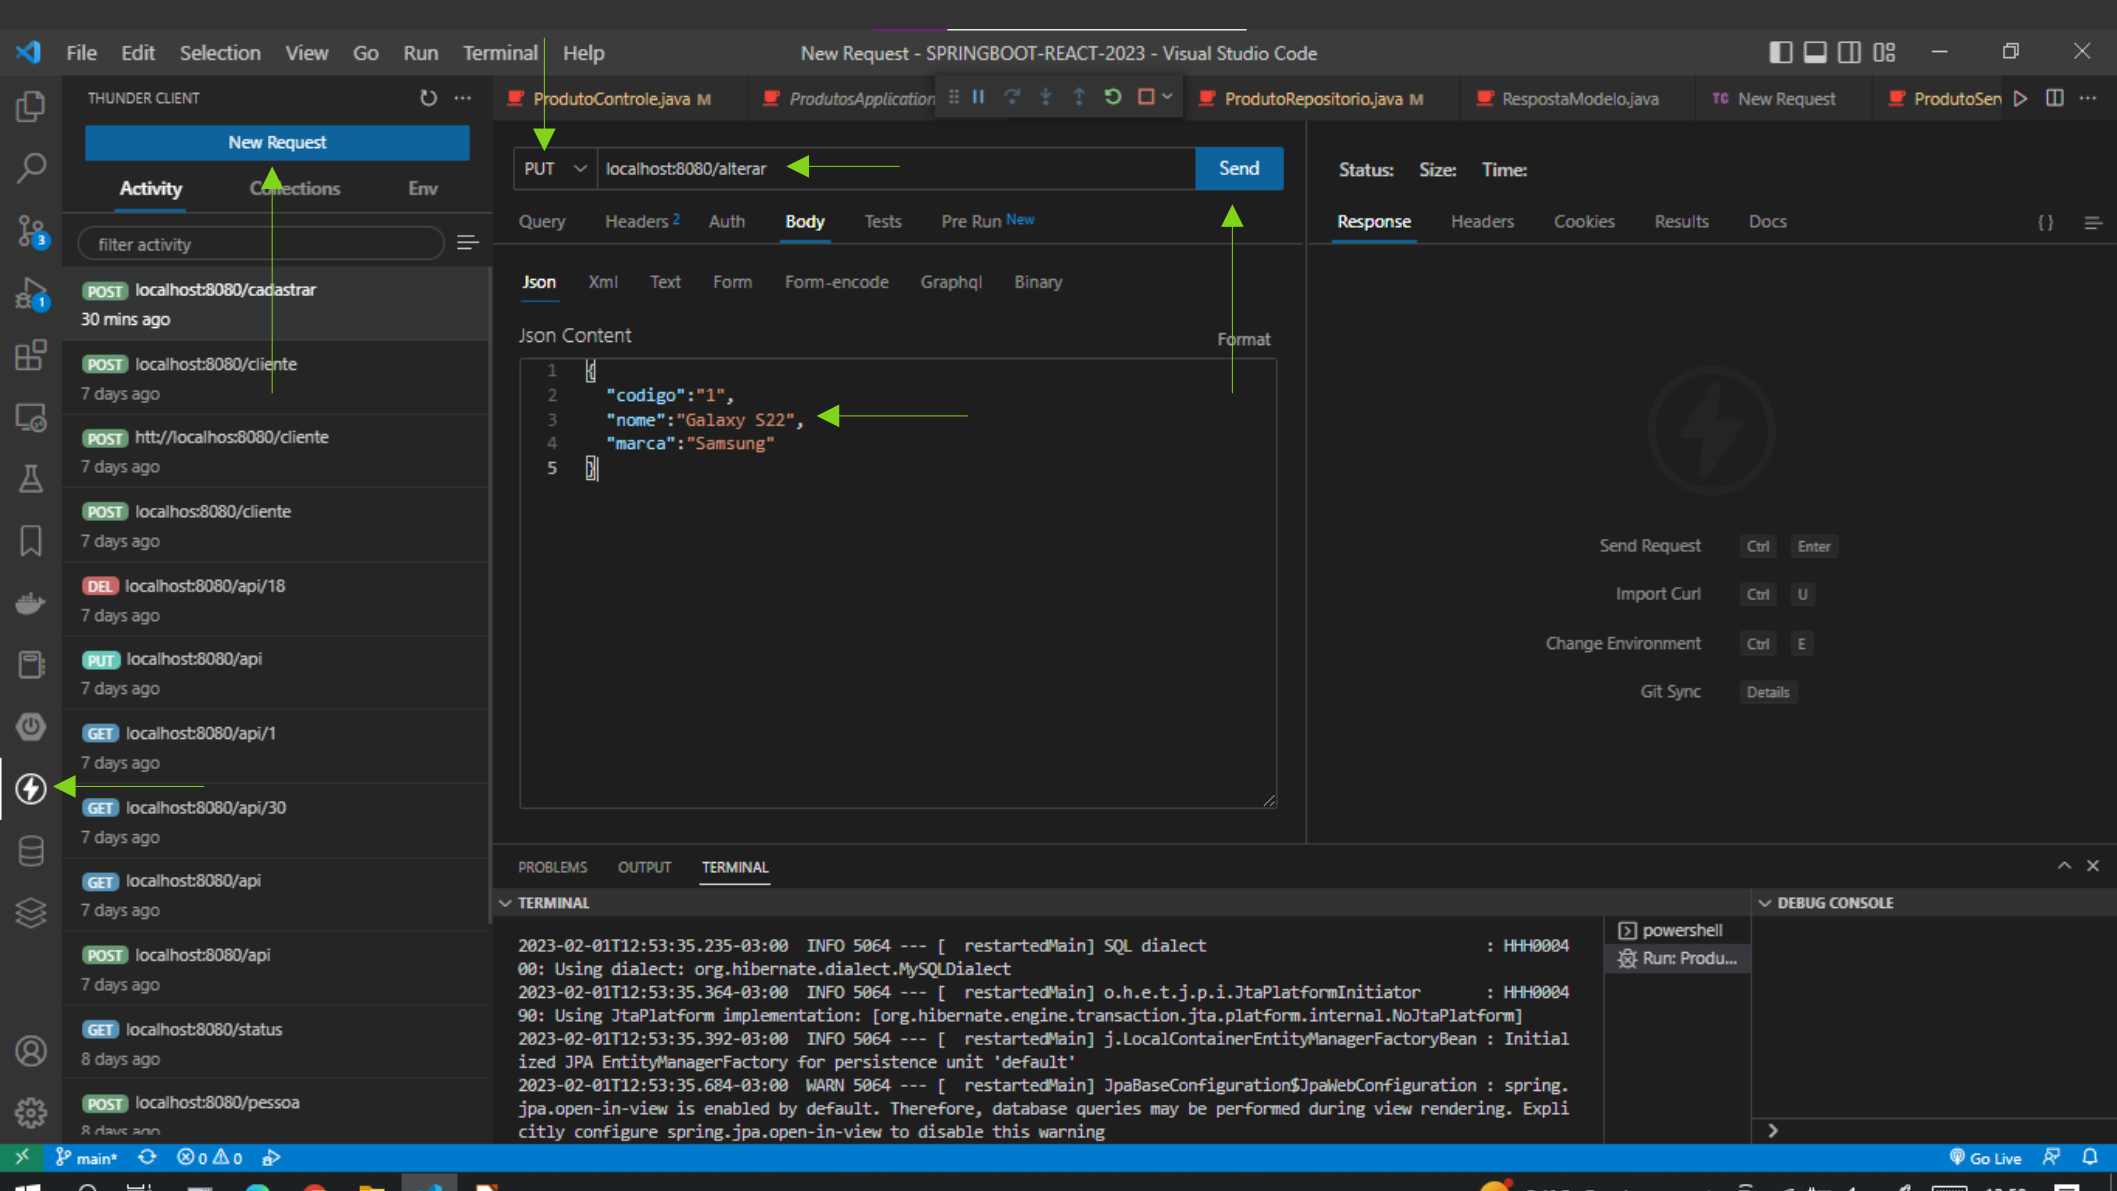 File Edit Selection View Go Run Terminal Help
New Request - SPRINGBOOT-REACT-2023 - Visual Studio Code
THUNDER CLIENT
New Request
Activity Collections Env
filter activity
POST localhost:8080/cadastrar
30 mins ago
POST localhost:8080/cliente
7 days ago
POST htt://localhos:8080/cliente
7 days ago
POST localhos:8080/cliente
7 days ago
DEL localhost:8080/api/18
7 days ago
PUT localhost:8080/api
7 days ago
GET localhost:8080/api/1
7 days ago
GET localhost:8080/api/30
7 days ago
GET localhost:8080/api
7 days ago
POST localhost:8080/api
7 days ago
GET localhost:8080/status
8 days ago
POST localhost:8080/pessoa
8 days ago
3
1
ProdutoControle.java M
ProdutosApplication
ProdutoRepositorio.java M
RespostaModelo.java
TC New Request
ProdutoSer
PUT localhost:8080/alterar Send
Query Headers 2 Auth Body Tests Pre Run New
Json Xml Text Form Form-encode Graphql Binary
Json Content
Format
1 {
2 "codigo":"1",
3 "nome":"Galaxy S22",
4 "marca":"Samsung"
5 }
Status: Size: Time:
Response Headers Cookies Results Docs
{}
Send Request Ctrl Enter
Import Curl Ctrl U
Change Environment Ctrl E
Git Sync Details
PROBLEMS OUTPUT TERMINAL
TERMINAL
2023-02-01T12:53:35.235-03:00 INFO 5064 --- [ restartedMain] SQL dialect : HHH0004
00: Using dialect: org.hibernate.dialect.MySQLDialect
2023-02-01T12:53:35.364-03:00 INFO 5064 --- [ restartedMain] o.h.e.t.j.p.i.JtaPlatformInitiator : HHH0004
90: Using JtaPlatform implementation: [org.hibernate.engine.transaction.jta.platform.internal.NoJtaPlatform]
2023-02-01T12:53:35.392-03:00 INFO 5064 --- [ restartedMain] j.LocalContainerEntityManagerFactoryBean : Initial
ized JPA EntityManagerFactory for persistence unit 'default'
2023-02-01T12:53:35.684-03:00 WARN 5064 --- [ restartedMain] JpaBaseConfiguration$JpaWebConfiguration : spring.
jpa.open-in-view is enabled by default. Therefore, database queries may be performed during view rendering. Expli
citly configure spring.jpa.open-in-view to disable this warning
powershell
Run: Produ...
DEBUG CONSOLE
main* 0 0
Go Live